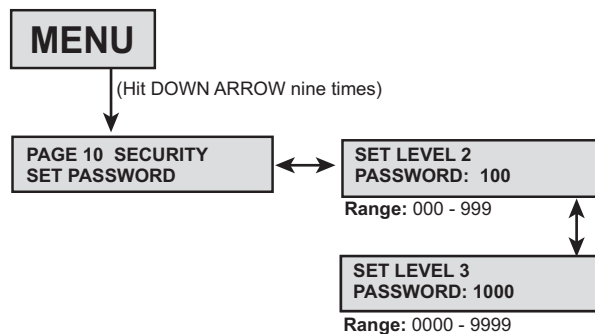 MENU
(Hit DOWN ARROW nine times)
PAGE 10 SECURITY
SET PASSWORD
SET LEVEL 2
PASSWORD: 100
Range: 000 - 999
SET LEVEL 3
PASSWORD: 1000
Range: 0000 - 9999